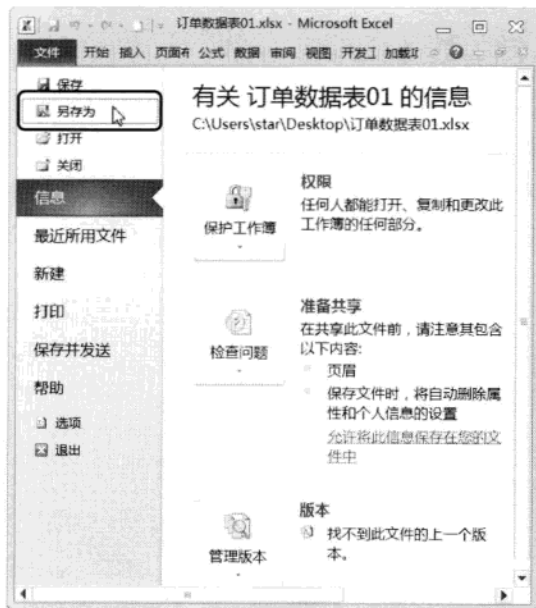 订单数据表01.xlsx - Microsoft Excel
文件 开始 插入 页面布 公式 数据 审阅 视图 开发工 加载项
保存
另存为
打开
关闭
信息
最近所用文件
新建
打印
保存并发送
帮助
选项
退出
有关 订单数据表01 的信息
C:\Users\star\Desktop\订单数据表01.xlsx
保护工作簿
权限
任何人都能打开、复制和更改此
工作簿的任何部分。
检查问题
准备共享
在共享此文件前，请注意其包含
以下内容:
页眉
保存文件时，将自动删除属
性和个人信息的设置
允许将此信息保存在您的文
件中
管理版本
版本
找不到此文件的上一个版
本。